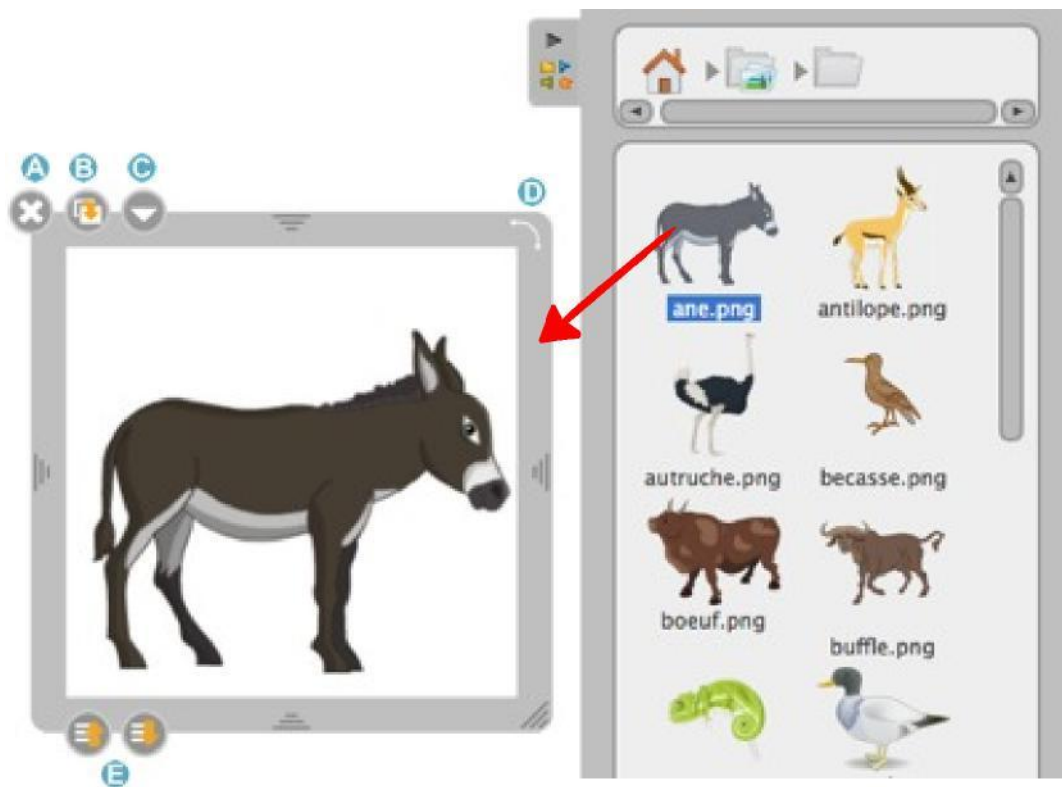 A B C
D
ane.png antilope.png
autruche.png becasse.png
boeuf.png
buffle.png
E